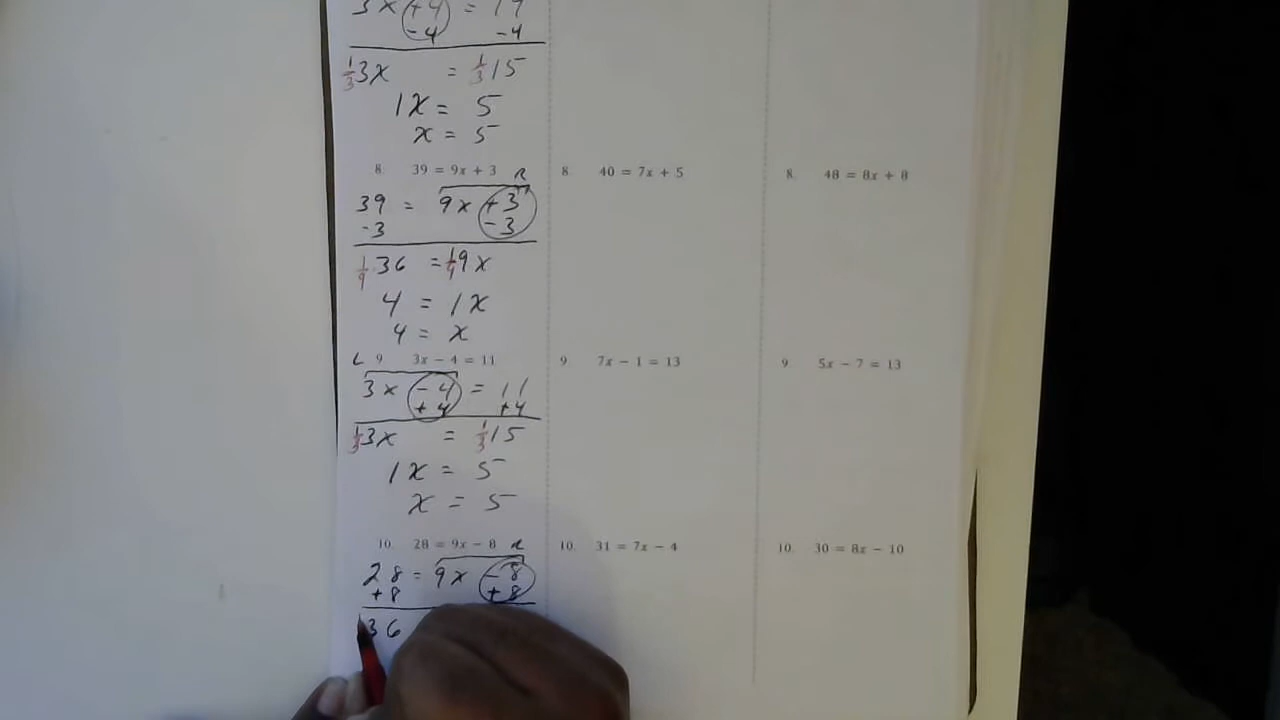 3x +4 = 19
-4 -4
1/3 3x = 1/3 15
1x = 5
x = 5
8. 39 = 9x + 3 R
39 = 9x +3
-3 -3
1/9 36 = 1/9 9x
4 = 1x
4 = x
L 9 3x - 4 = 11
3x -4 = 11
+4 +4
1/3 3x = 1/3 15
1x = 5
x = 5
10. 28 = 9x - 8 R
28 = 9x -8
+8 +8
36
8. 40 = 7x + 5
9. 7x - 1 = 13
10. 31 = 7x - 4
8. 48 = 8x + 8
9 5x - 7 = 13
10. 30 = 8x - 10